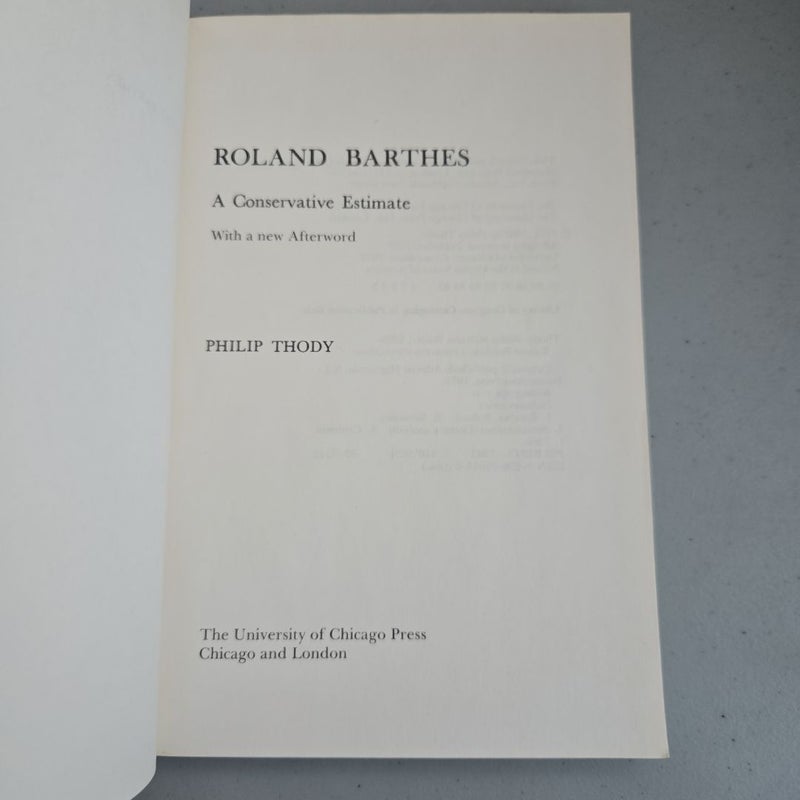 ROLAND BARTHES
A Conservative Estimate
With a new Afterword
PHILIP THODY
The University of Chicago Press
Chicago and London